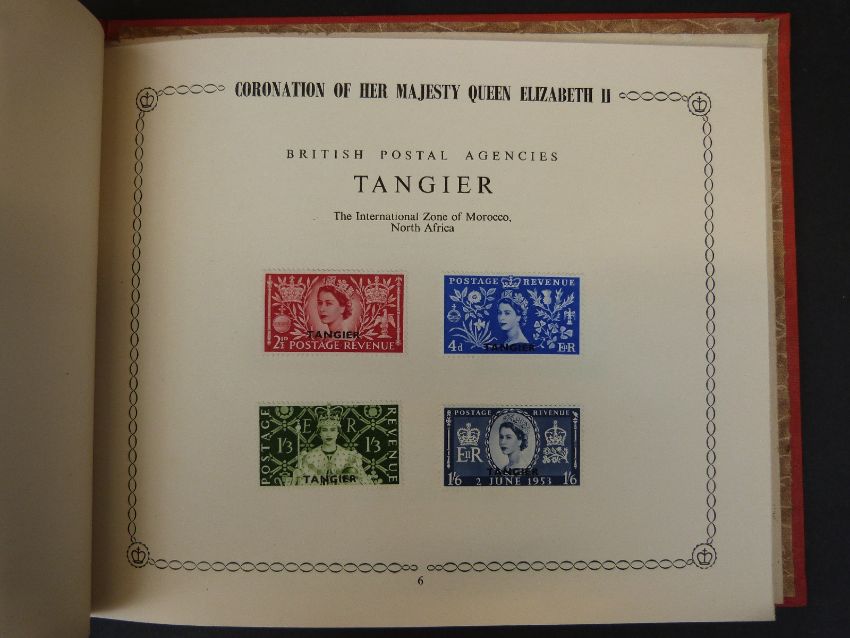 CORONATION OF HER MAJESTY QUEEN ELIZABETH II
BRITISH POSTAL AGENCIES
TANGIER
The International Zone of Morocco,
North Africa
TANGIER
2½D POSTAGE REVENUE
POSTAGE REVENUE
TANGIER
4d EIIR
POSTAGE
1/3 E R 1/3
REVENUE
TANGIER
POSTAGE REVENUE
EIIR
TANGIER
1/6 2 JUNE 1953 1/6
6